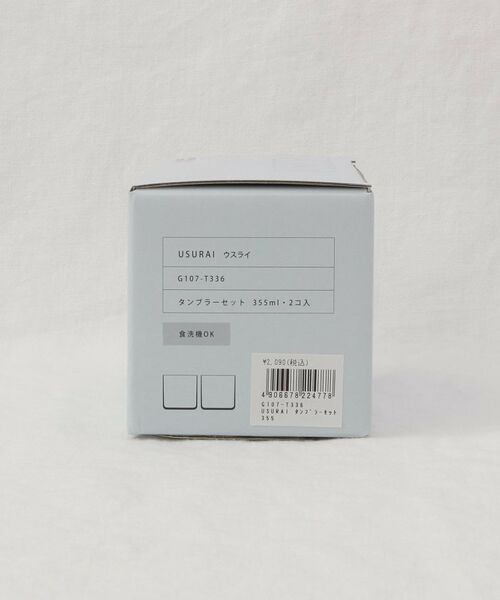 USURAI ウスライ
G107-T336
タンブラーセット 355ml・2コ入
食洗機OK
¥2,090(税込)
4906678224778
G107-T336
USURAI ﾀﾝﾌﾞﾗｰｾｯﾄ
355